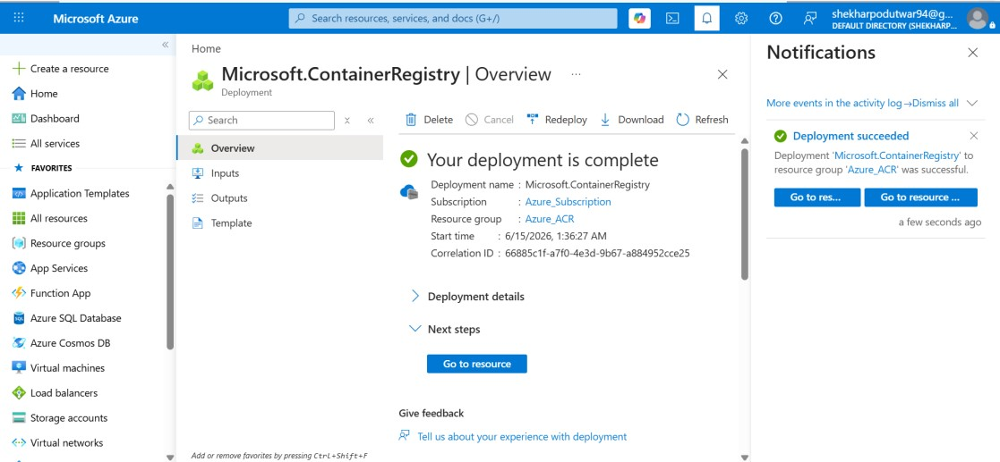 Microsoft Azure
Search resources, services, and docs (G+/)
shekharpodutwar94@g...
DEFAULT DIRECTORY (SHEKHARP...
«
Create a resource
Home
Dashboard
All services
FAVORITES
Application Templates
All resources
Resource groups
App Services
Function App
Azure SQL Database
Azure Cosmos DB
Virtual machines
Load balancers
Storage accounts
Virtual networks
Home
Microsoft.ContainerRegistry | Overview ...
Deployment
Search
«
Overview
Inputs
Outputs
Template
Add or remove favorites by pressing Ctrl+Shift+F
Delete Cancel Redeploy Download Refresh
Your deployment is complete
Deployment name : Microsoft.ContainerRegistry
Subscription : Azure_Subscription
Resource group : Azure_ACR
Start time : 6/15/2026, 1:36:27 AM
Correlation ID : 66885c1f-a7f0-4e3d-9b67-a884952cce25
Deployment details
Next steps
Go to resource
Give feedback
Tell us about your experience with deployment
Notifications
More events in the activity log → Dismiss all
Deployment succeeded
Deployment 'Microsoft.ContainerRegistry' to
resource group 'Azure_ACR' was successful.
Go to res... Go to resource ...
a few seconds ago